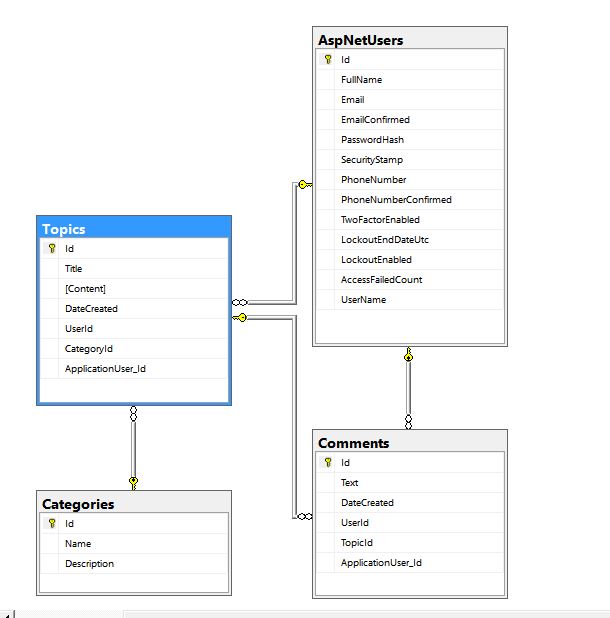 AspNetUsers
Id
FullName
Email
EmailConfirmed
PasswordHash
SecurityStamp
PhoneNumber
PhoneNumberConfirmed
TwoFactorEnabled
LockoutEndDateUtc
LockoutEnabled
AccessFailedCount
UserName
Topics
Id
Title
[Content]
DateCreated
UserId
CategoryId
ApplicationUser_Id
Comments
Id
Text
DateCreated
UserId
TopicId
ApplicationUser_Id
Categories
Id
Name
Description